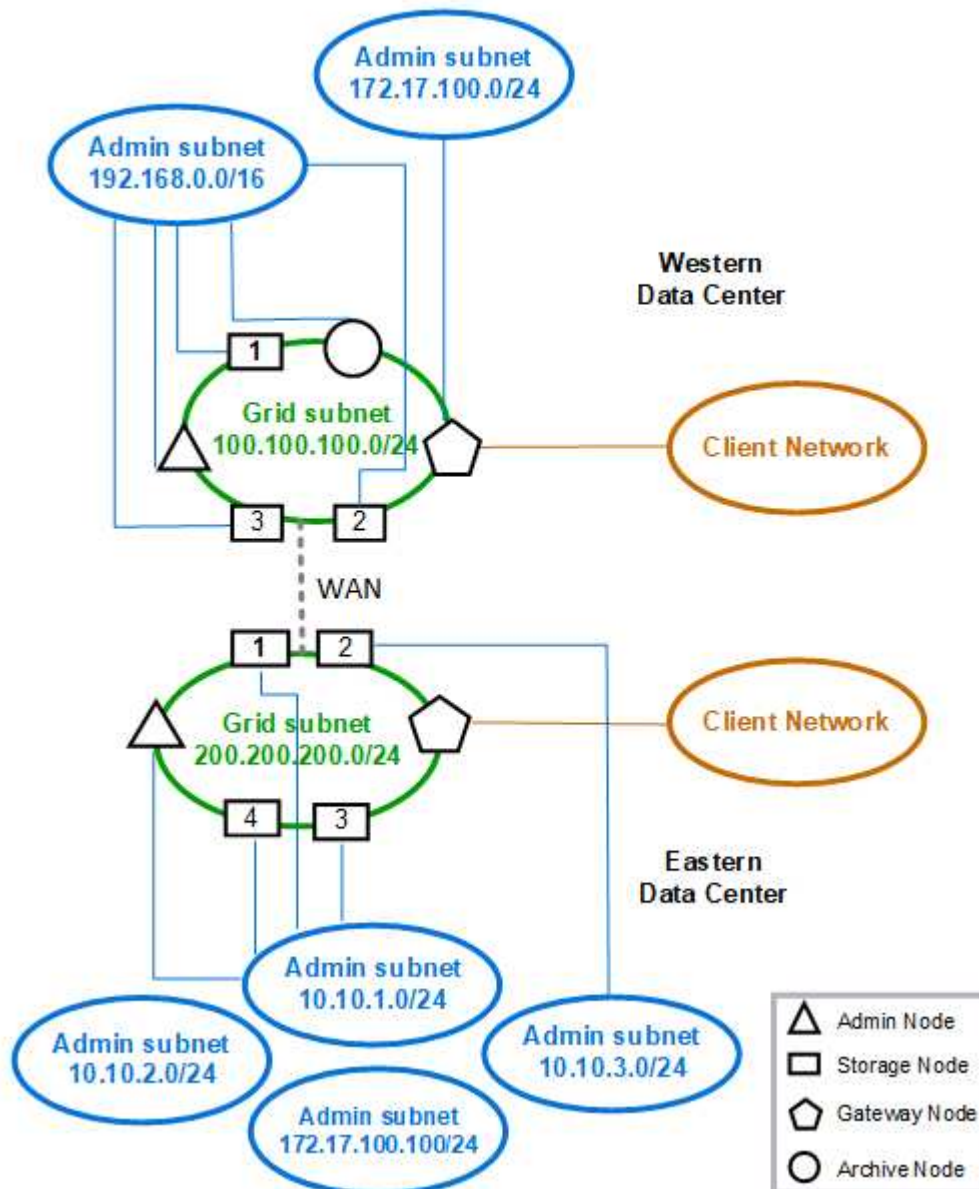 Admin subnet
172.17.100.0/24
Admin subnet
192.168.0.0/16
Western
Data Center
1
Grid subnet
100.100.100.0/24
Client Network
3
2
WAN
1
2
Grid subnet
200.200.200.0/24
Client Network
4
3
Eastern
Data Center
Admin subnet
10.10.1.0/24
Admin subnet
10.10.2.0/24
Admin subnet
10.10.3.0/24
Admin subnet
172.17.100.100/24
Admin Node
Storage Node
Gateway Node
Archive Node